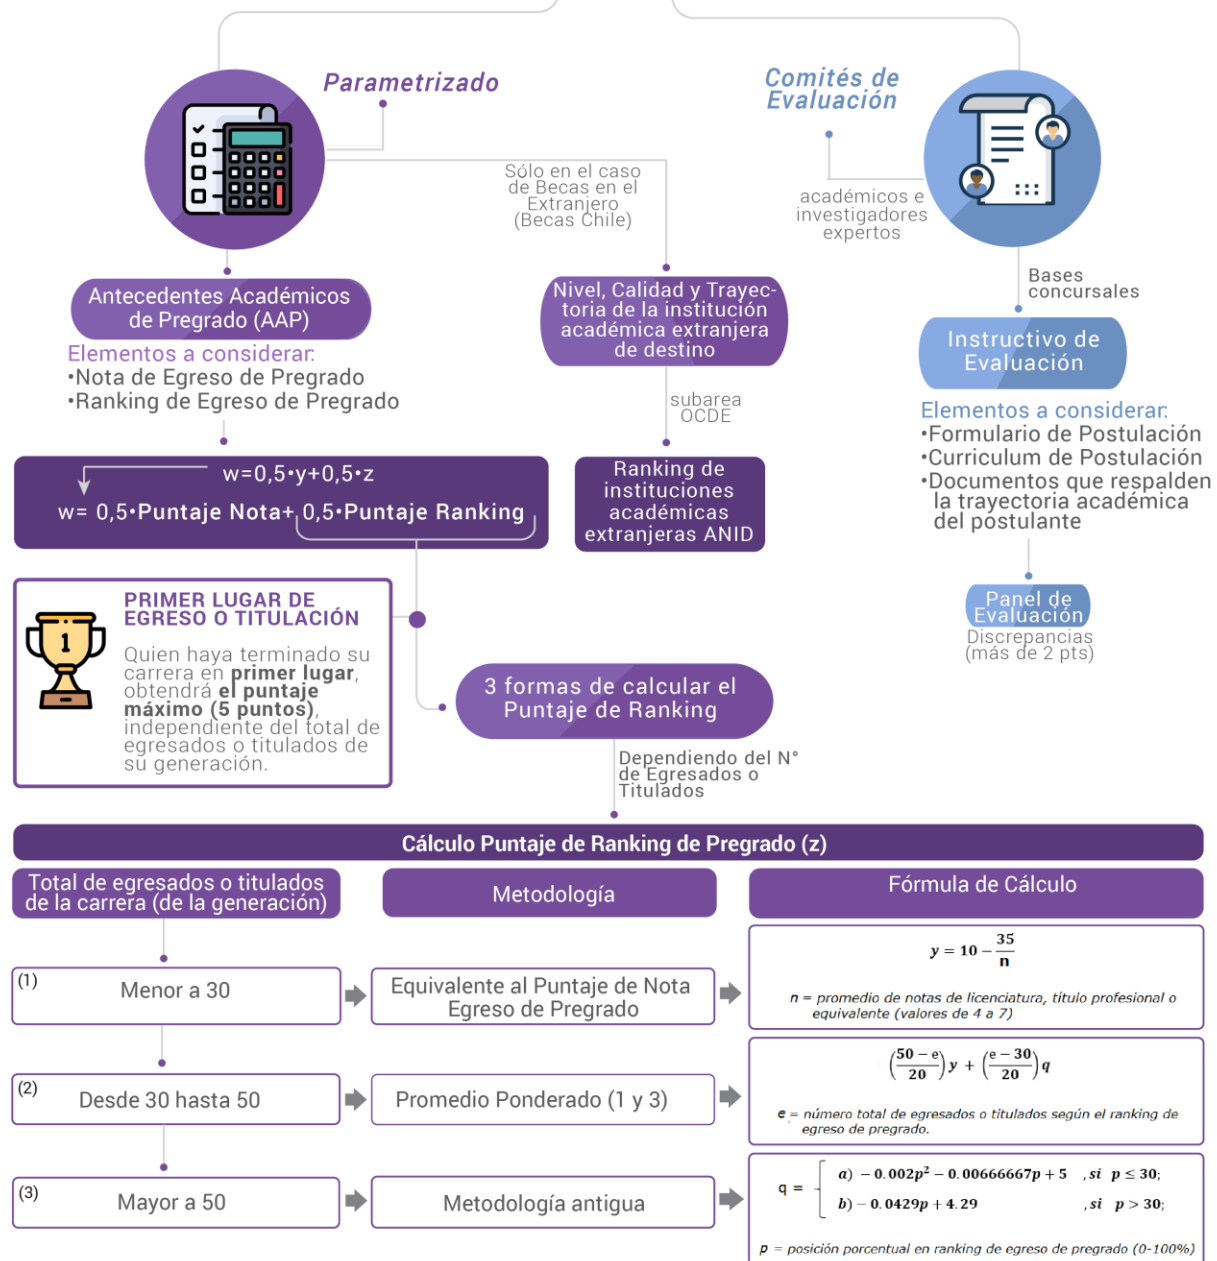 Parametrizado
Comités de
Evaluación
Sólo en el caso
de Becas en el
Extranjero
(Becas Chile)
académicos e
investigadores
expertos
Antecedentes Académicos
de Pregrado (AAP)
Elementos a considerar:
•Nota de Egreso de Pregrado
•Ranking de Egreso de Pregrado
Nivel, Calidad y Trayec-
toria de la institución
académica extranjera
de destino
subarea
OCDE
Ranking de
instituciones
académicas
extranjeras ANID
Bases
concursales
Instructivo de
Evaluación
Elementos a considerar:
•Formulario de Postulación
•Curriculum de Postulación
•Documentos que respalden
la trayectoria académica
del postulante
Panel de
Evaluación
Discrepancias
(más de 2 pts)
w=0,5•y+0,5•z
w= 0,5•Puntaje Nota+ 0,5•Puntaje Ranking
1
PRIMER LUGAR DE
EGRESO O TITULACIÓN
Quien haya terminado su
carrera en primer lugar,
obtendrá el puntaje
máximo (5 puntos),
independiente del total de
egresados o titulados de
su generación.
3 formas de calcular el
Puntaje de Ranking
Dependiendo del N°
de Egresados o
Titulados
Cálculo Puntaje de Ranking de Pregrado (z)
Total de egresados o titulados
de la carrera (de la generación)
Metodología
Fórmula de Cálculo
(1)
Menor a 30
Equivalente al Puntaje de Nota
Egreso de Pregrado
y = 10 − 35/n
n = promedio de notas de licenciatura, título profesional o
equivalente (valores de 4 a 7)
(2)
Desde 30 hasta 50
Promedio Ponderado (1 y 3)
((50 − e)/20) y + ((e − 30)/20) q
e = número total de egresados o titulados según el ranking de
egreso de pregrado.
(3)
Mayor a 50
Metodología antigua
q = { a) − 0.002p² − 0.00666667p + 5 , si p ≤ 30;
b) − 0.0429p + 4.29 , si p > 30;
p = posición porcentual en ranking de egreso de pregrado (0-100%)